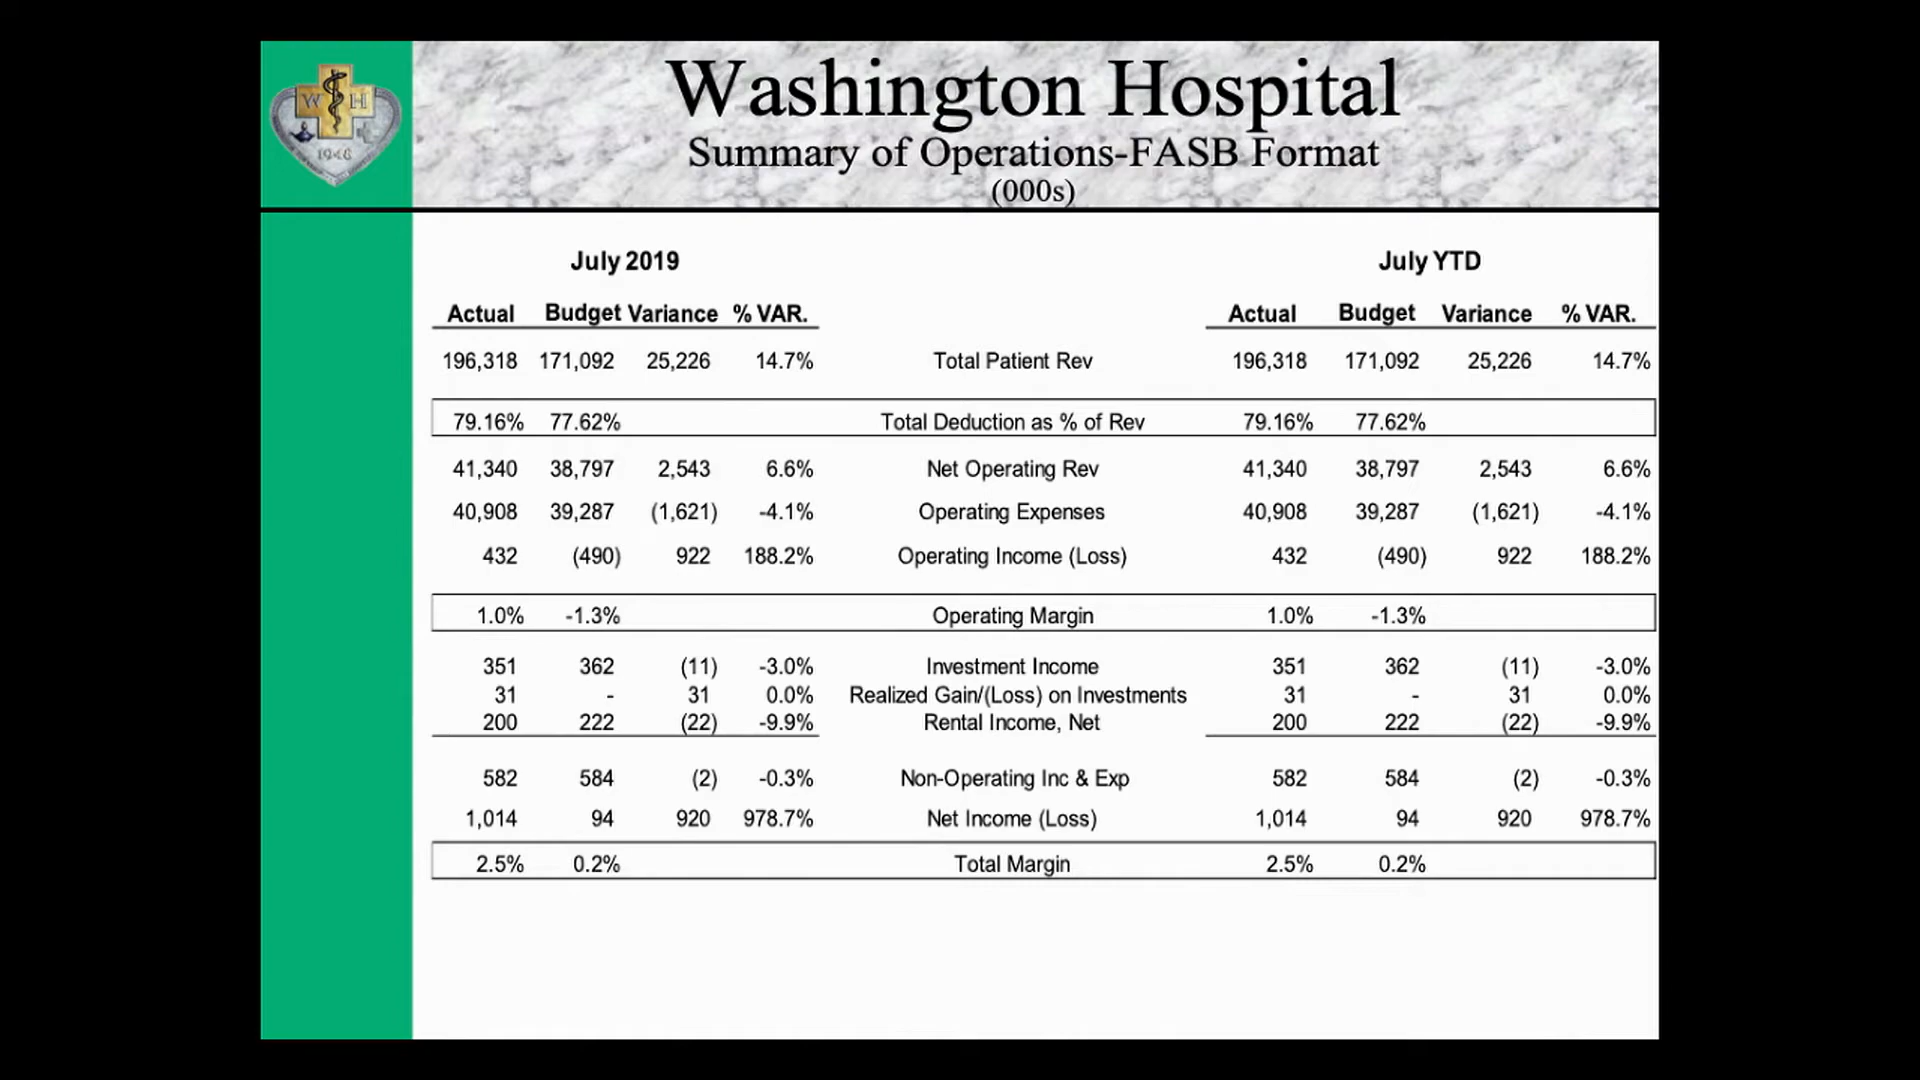 W H
1948
Washington Hospital
Summary of Operations-FASB Format
(000s)
July 2019 July YTD
Actual Budget Variance % VAR. Actual Budget Variance % VAR.
196,318 171,092 25,226 14.7% Total Patient Rev 196,318 171,092 25,226 14.7%
79.16% 77.62% Total Deduction as % of Rev 79.16% 77.62%
41,340 38,797 2,543 6.6% Net Operating Rev 41,340 38,797 2,543 6.6%
40,908 39,287 (1,621) -4.1% Operating Expenses 40,908 39,287 (1,621) -4.1%
432 (490) 922 188.2% Operating Income (Loss) 432 (490) 922 188.2%
1.0% -1.3% Operating Margin 1.0% -1.3%
351 362 (11) -3.0% Investment Income 351 362 (11) -3.0%
31 - 31 0.0% Realized Gain/(Loss) on Investments 31 - 31 0.0%
200 222 (22) -9.9% Rental Income, Net 200 222 (22) -9.9%
582 584 (2) -0.3% Non-Operating Inc & Exp 582 584 (2) -0.3%
1,014 94 920 978.7% Net Income (Loss) 1,014 94 920 978.7%
2.5% 0.2% Total Margin 2.5% 0.2%